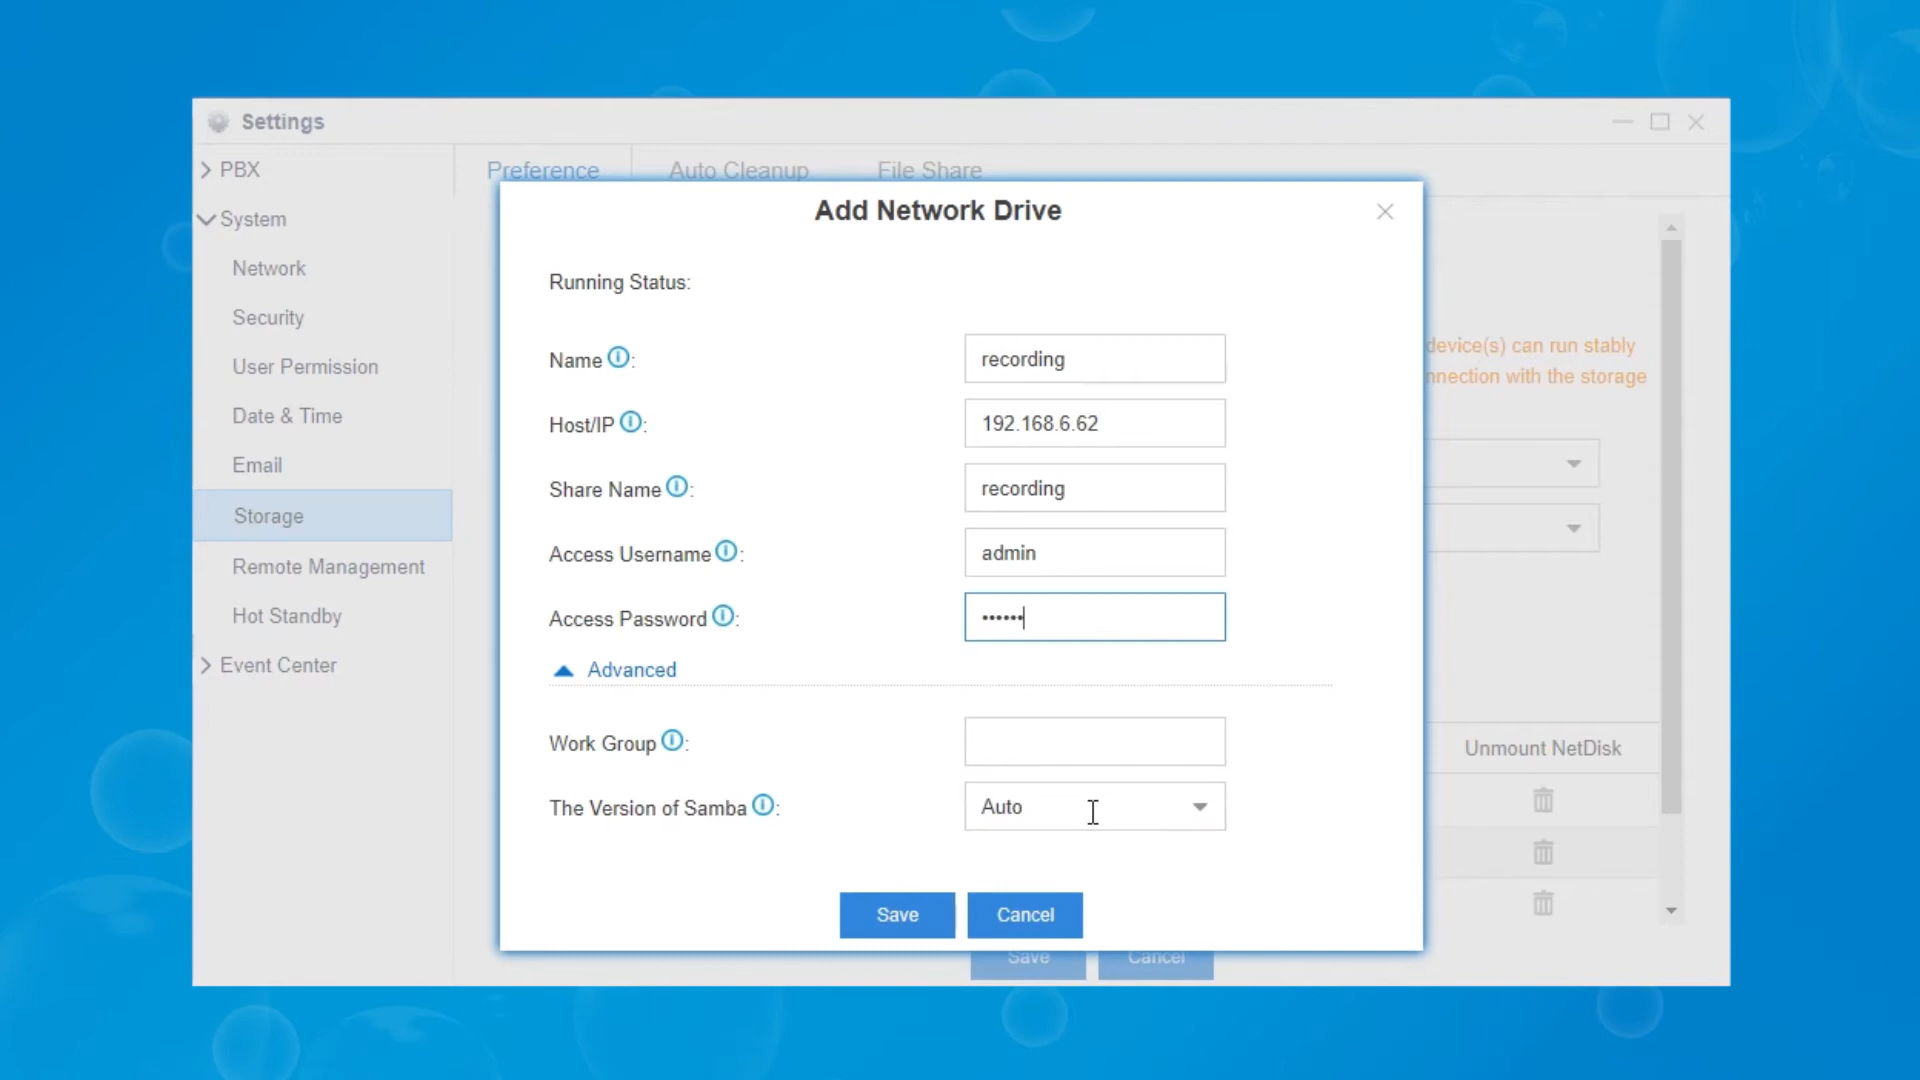 Settings
PBX
Preference
Auto Cleanup
File Share
System
Network
Security
User Permission
Date & Time
Email
Storage
Remote Management
Hot Standby
Event Center
Add Network Drive
Running Status:
Name :
recording
Host/IP :
192.168.6.62
Share Name :
recording
Access Username :
admin
Access Password :
••••••
Advanced
Work Group :
The Version of Samba :
Auto
Save
Cancel
device(s) can run stably
nnection with the storage
Unmount NetDisk
Save
Cancel